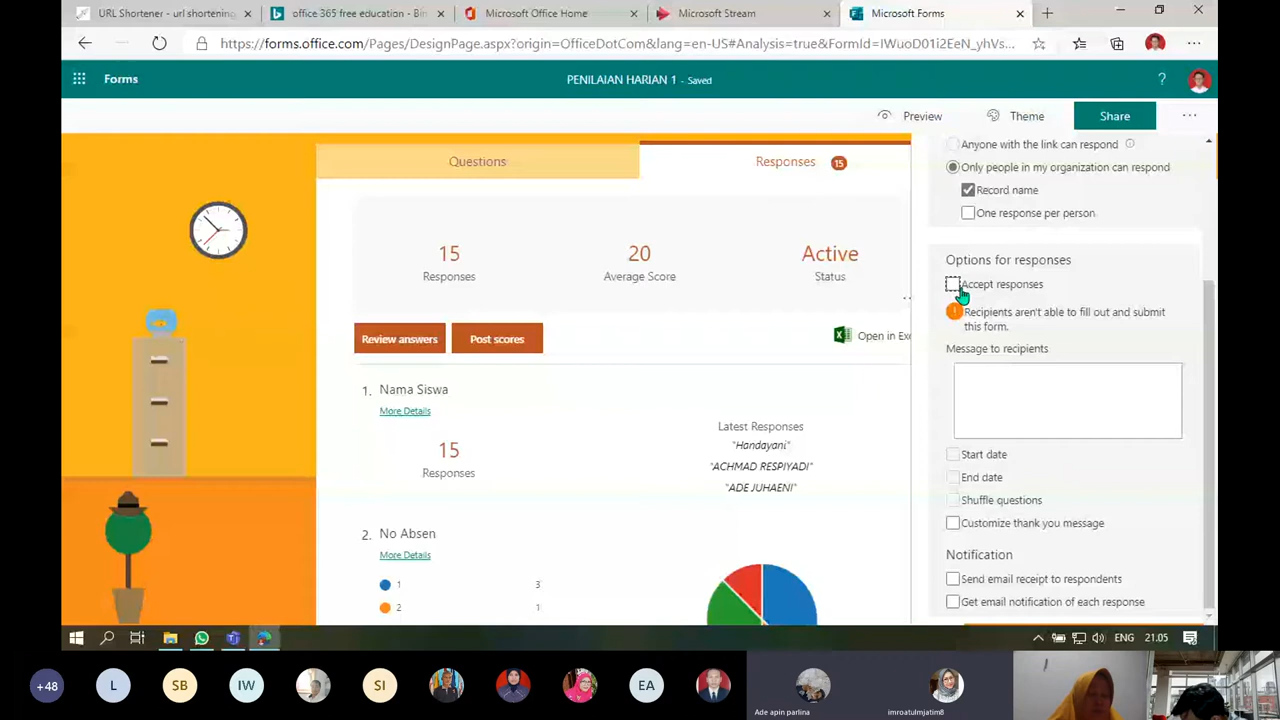 URL Shortener - url shortening
office 365 free education - Bin
Microsoft Office Home
Microsoft Stream
Microsoft Forms
https://forms.office.com/Pages/DesignPage.aspx?origin=OfficeDotCom&lang=en-US#Analysis=true&FormId=IWuoD01i2EeN_yhVs...
Forms
PENILAIAN HARIAN 1 - Saved
?
Preview
Theme
Share
Questions
Responses 15
15
Responses
20
Average Score
Active
Status
Review answers
Post scores
Open in Exc
1. Nama Siswa
More Details
15
Responses
Latest Responses
"Handayani"
"ACHMAD RESPIYADI"
"ADE JUHAENI"
2. No Absen
More Details
1 3
2 1
Anyone with the link can respond
Only people in my organization can respond
Record name
One response per person
Options for responses
Accept responses
Recipients aren't able to fill out and submit
this form.
Message to recipients
Start date
End date
Shuffle questions
Customize thank you message
Notification
Send email receipt to respondents
Get email notification of each response
ENG 21.05
+48
L
SB
IW
SI
EA
Ade apin parlina
imroatulmjatim8